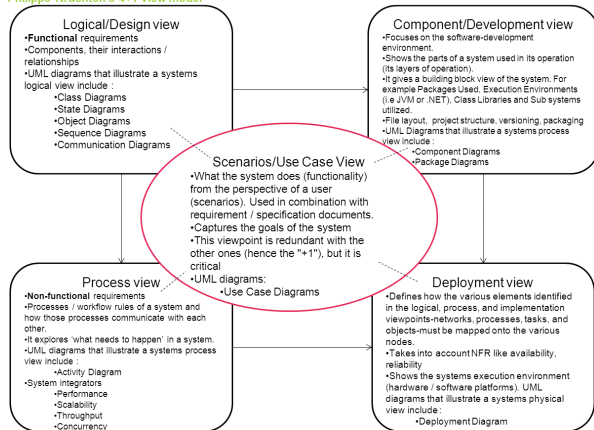 Philippe Kruchten's 4+1 view model
Logical/Design view
•Functional requirements
•Components, their interactions /
relationships
•UML diagrams that illustrate a systems
logical view include :
•Class Diagrams
•State Diagrams
•Object Diagrams
•Sequence Diagrams
•Communication Diagrams
Component/Development view
•Focuses on the software-development
environment.
•Shows the parts of a system used in its operation
(its layers of operation).
•It gives a building block view of the system. For
example Packages Used, Execution Environments
(i.e JVM or .NET), Class Libraries and Sub systems
utilized.
•File layout, project structure, versioning, packaging
•UML Diagrams that illustrate a systems process
view include :
•Component Diagrams
•Package Diagrams
Scenarios/Use Case View
•What the system does (functionality)
from the perspective of a user
(scenarios). Used in combination with
requirement / specification documents.
•Captures the goals of the system
•This viewpoint is redundant with the
other ones (hence the "+1"), but it is
critical
•UML diagrams:
•Use Case Diagrams
Process view
•Non-functional requirements
•Processes / workflow rules of a system and
how those processes communicate with each
other.
•It explores 'what needs to happen' in a system.
•UML diagrams that illustrate a systems process
view include :
•Activity Diagram
•System integrators
•Performance
•Scalability
•Throughput
•Concurrency
Deployment view
•Defines how the various elements identified
in the logical, process, and implementation
viewpoints-networks, processes, tasks, and
objects-must be mapped onto the various
nodes.
•Takes into account NFR like availability,
reliability
•Shows the systems execution environment
(hardware / software platforms). UML
diagrams that illustrate a systems physical
view include :
•Deployment Diagram